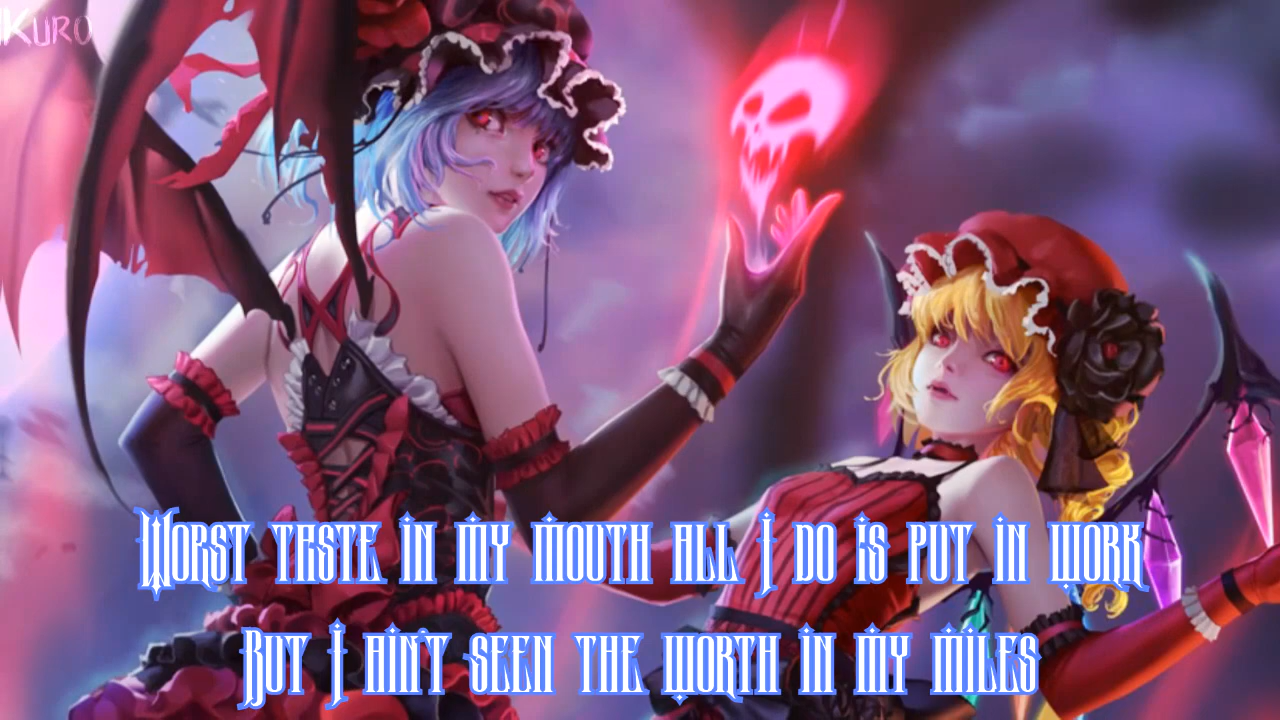 Kuro
Worst taste in my mouth all I do is put in work
But I ain't seen the worth in my miles